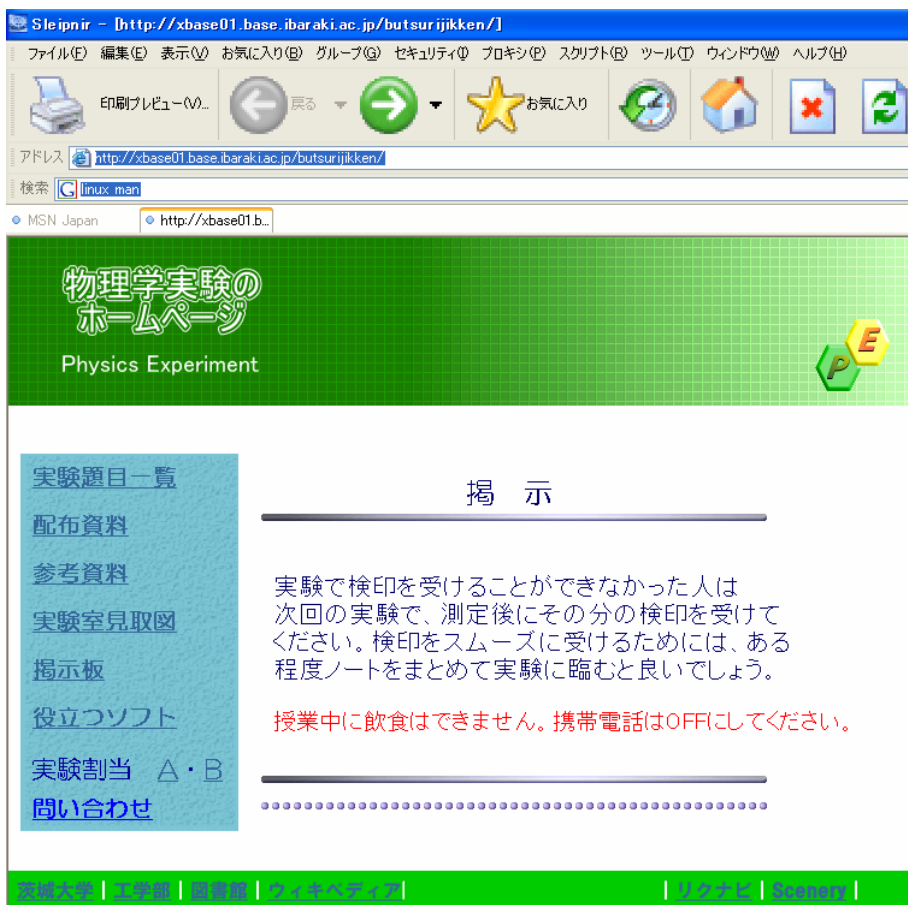 Sleipnir - [http://xbase01.base.ibaraki.ac.jp/butsurijikken/]
ファイル(F) 編集(E) 表示(V) お気に入り(B) グループ(G) セキュリティ(I) プロキシ(P) スクリプト(R) ツール(T) ウィンドウ(W) ヘルプ(H)
印刷プレビュー(V)... 戻る お気に入り
アドレス http://xbase01.base.ibaraki.ac.jp/butsurijikken/
検索 G linux man
MSN Japan http://xbase01.b...
物理学実験の
ホームページ
Physics Experiment
P E
実験題目一覧
配布資料
参考資料
実験室見取図
掲示板
役立つソフト
実験割当 A・B
問い合わせ
掲 示
実験で検印を受けることができなかった人は
次回の実験で、測定後にその分の検印を受けて
ください。検印をスムーズに受けるためには、ある
程度ノートをまとめて実験に臨むと良いでしょう。
授業中に飲食はできません。携帯電話はOFFにしてください。
茨城大学 | 工学部 | 図書館 | ウィキペディア| | リクナビ | Scenery |